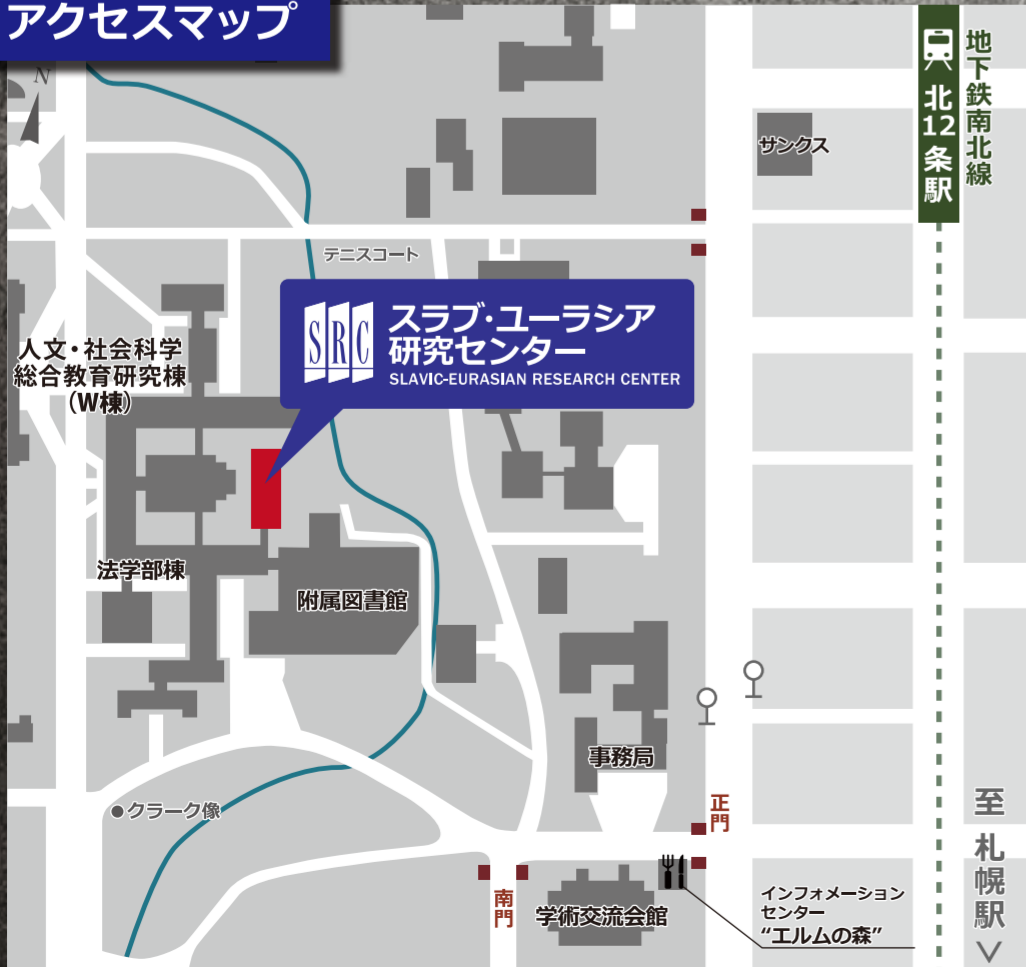 アクセスマップ
N
地下鉄南北線
北12条駅
サンクス
テニスコート
SRC
スラブ・ユーラシア
研究センター
SLAVIC-EURASIAN RESEARCH CENTER
人文・社会科学
総合教育研究棟
(W棟)
法学部棟
附属図書館
事務局
クラーク像
正門
至札幌駅
南門
学術交流会館
インフォメーション
センター
“エルムの森”